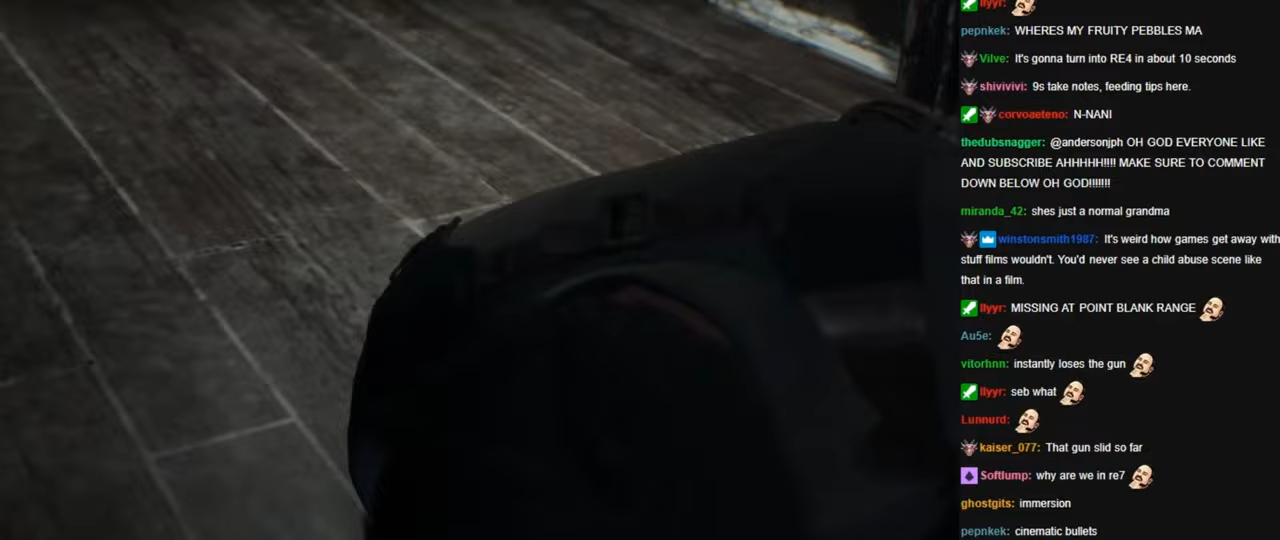 llyyr:
pepnkek: WHERES MY FRUITY PEBBLES MA
Vilve: It's gonna turn into RE4 in about 10 seconds
shivivivi: 9s take notes, feeding tips here.
corvoaeteno: N-NANI
thedubsnagger: @andersonjph OH GOD EVERYONE LIKE
AND SUBSCRIBE AHHHHH!!!! MAKE SURE TO COMMENT
DOWN BELOW OH GOD!!!!!!!
miranda_42: shes just a normal grandma
winstonsmith1987: It's weird how games get away with
stuff films wouldn't. You'd never see a child abuse scene like
that in a film.
llyyr: MISSING AT POINT BLANK RANGE
Au5e:
vitorhnn: instantly loses the gun
llyyr: seb what
Lunnurd:
kaiser_077: That gun slid so far
Softlump: why are we in re7
ghostgits: immersion
pepnkek: cinematic bullets